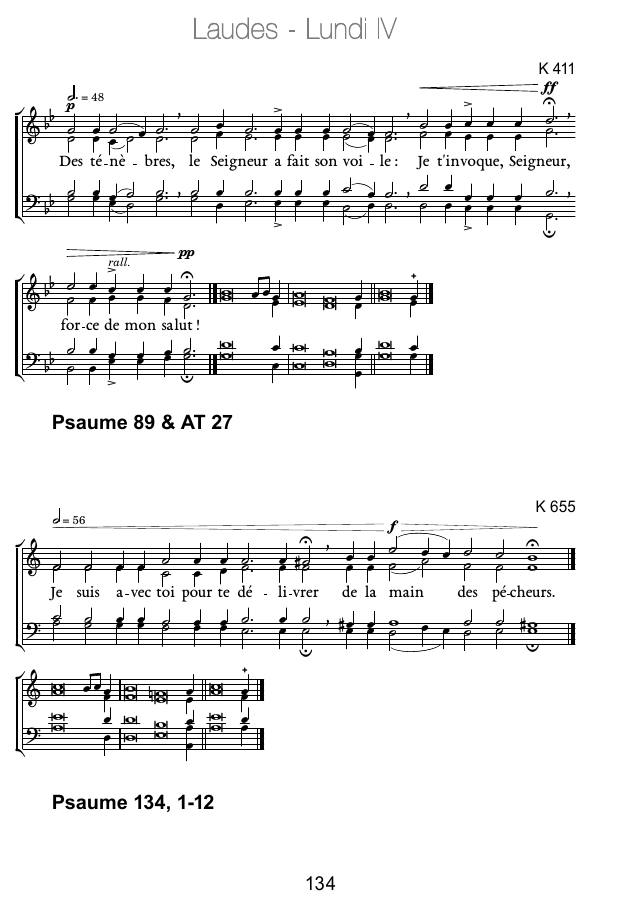 Laudes - Lundi IV
K 411
𝅗𝅥. = 48
p
ff
Des té-nè - bres, le Seigneur a fait son voi - le : Je t'invoque, Seigneur,
rall.
pp
for-ce de mon salut !
Psaume 89 & AT 27
K 655
𝅗𝅥 = 56
f
Je suis a-vec toi pour te dé - li-vrer de la main des pé-cheurs.
Psaume 134, 1-12
134